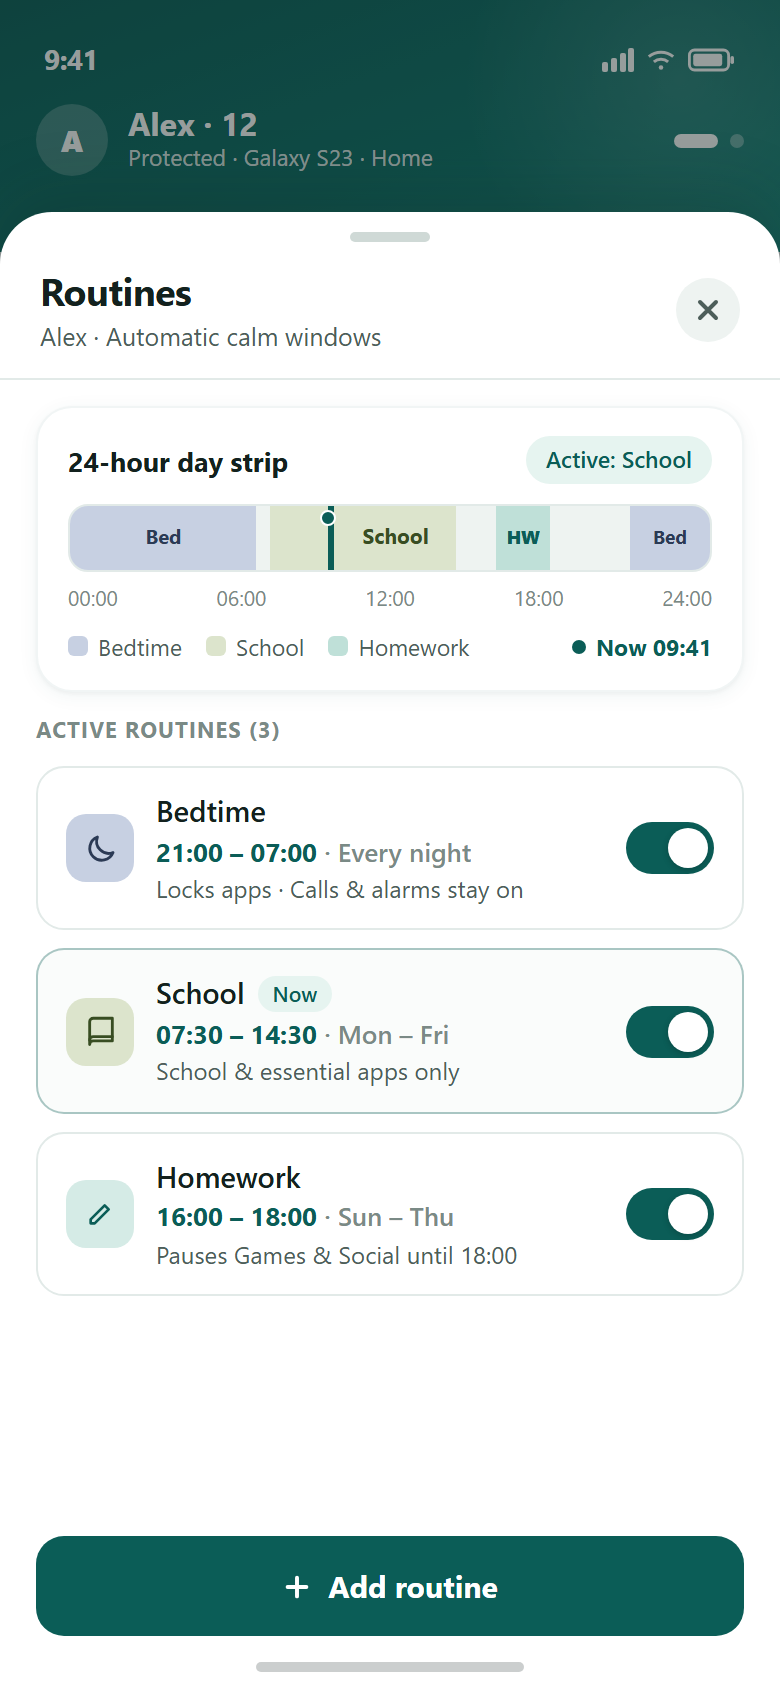 9:41
A
Alex · 12
Protected · Galaxy S23 · Home
Routines
Alex · Automatic calm windows
24-hour day strip
Active: School
Bed
School
HW
Bed
00:00 06:00 12:00 18:00 24:00
Bedtime School Homework Now 09:41
ACTIVE ROUTINES (3)
Bedtime
21:00 – 07:00 · Every night
Locks apps · Calls & alarms stay on
School Now
07:30 – 14:30 · Mon – Fri
School & essential apps only
Homework
16:00 – 18:00 · Sun – Thu
Pauses Games & Social until 18:00
Add routine